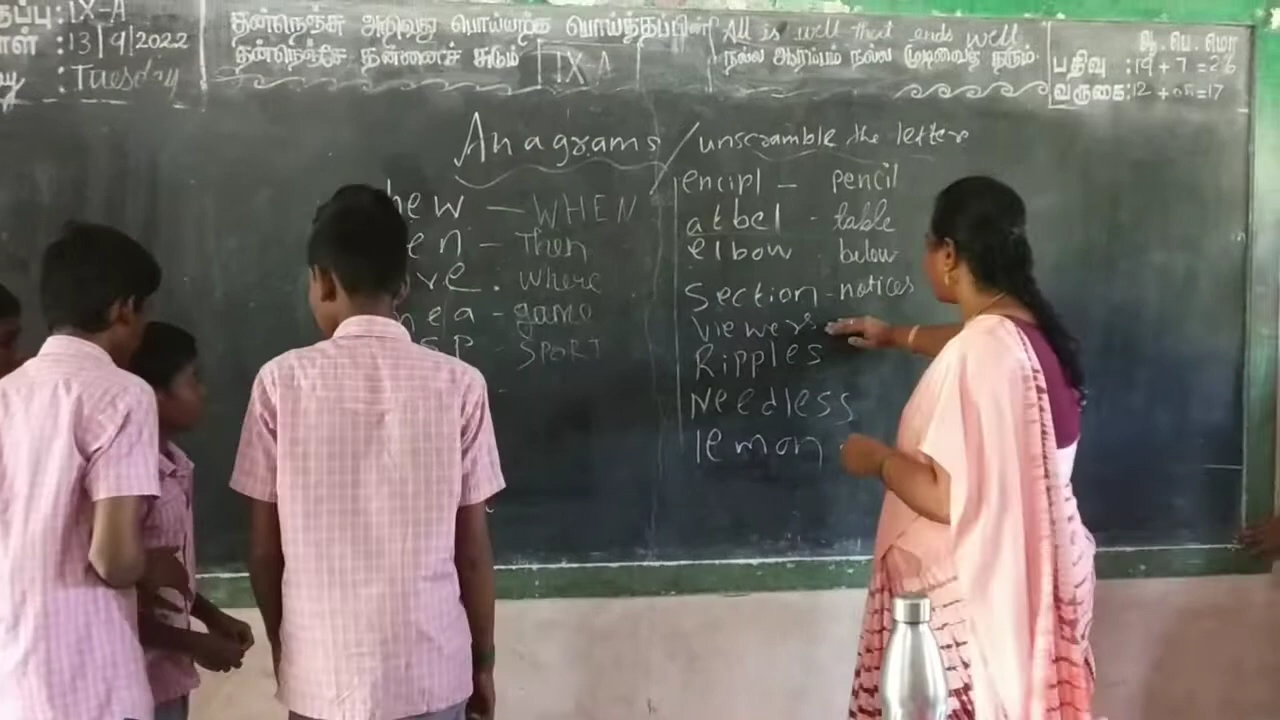 :IX-A
:13/9/2022
:Tuesday
தன்நெஞ்சு அறிவது பொய்யற்க பொய்த்தபின்
தன்நெஞ்சே தன்னைச் சுடும்
IX-A
All is well that ends well
நல்ல ஆரம்பம் நல்ல முடிவைத் தரும்.
ஆ. பெ. மொ
பதிவு :19+7=26
வருகை:12+05=17
Anagrams/unscramble the letter
hew – WHEN
en – Then
re. where
ea – game
SP – SPORT
encipl – pencil
atbel - table
elbow . below
Section – notices
Viewers
Ripples
Needless
lemon